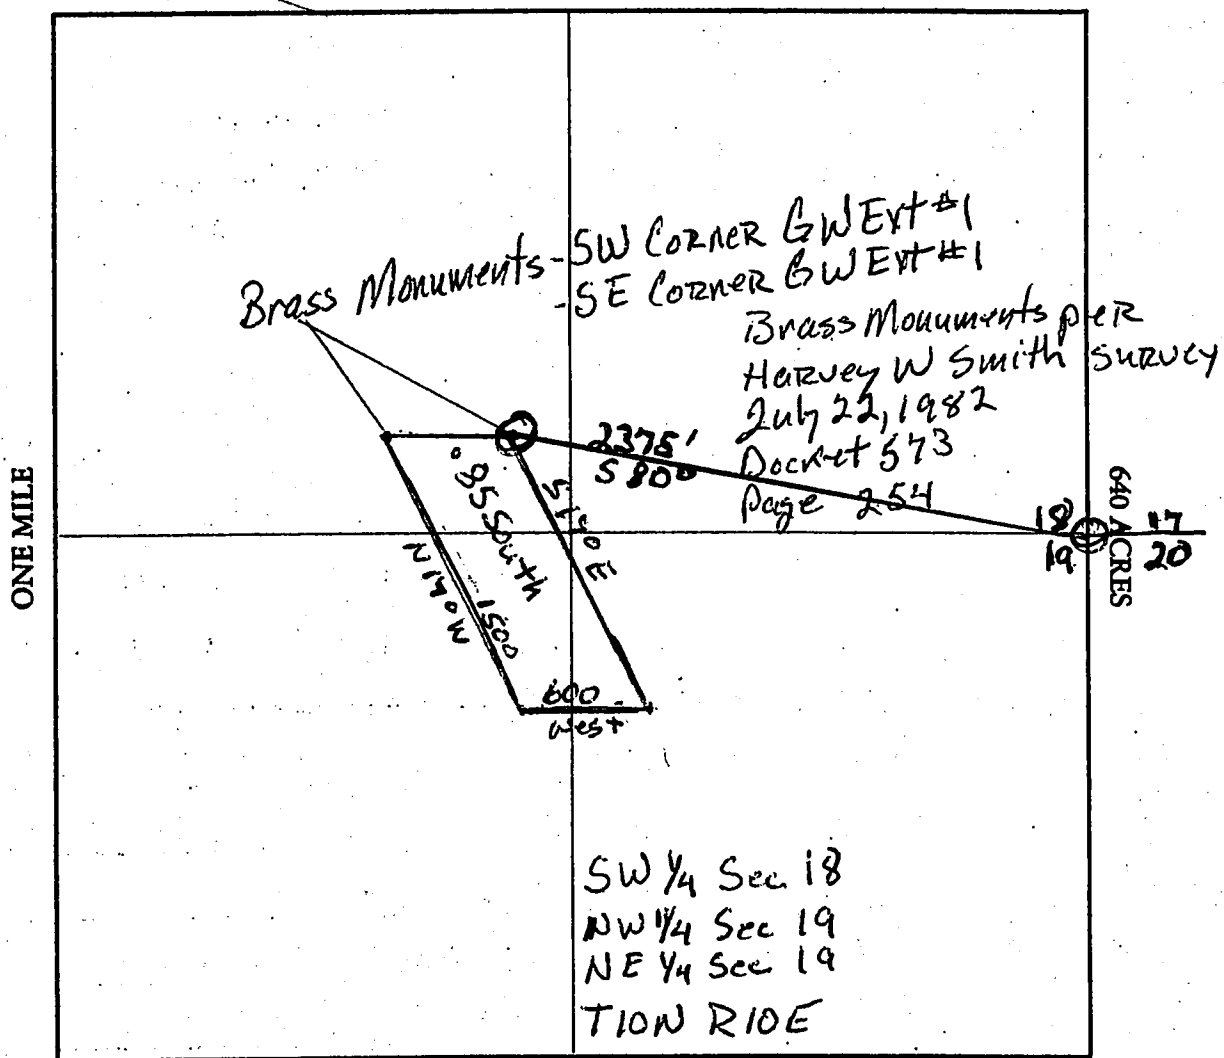 Brass Monuments - SW CORNER GW Ext #1
- SE CORNER GW Ext #1
Brass Monuments per
Harvey W Smith SURVEY
July 22, 1982
Docket 573
Page 254
2375'
S 80°
ONE MILE
640 ACRES
18 17
19 20
85 South
S 19° E
N 19° W
1500
600
West
SW 1/4 Sec 18
NW 1/4 Sec 19
NE 1/4 Sec 19
T10N R10E